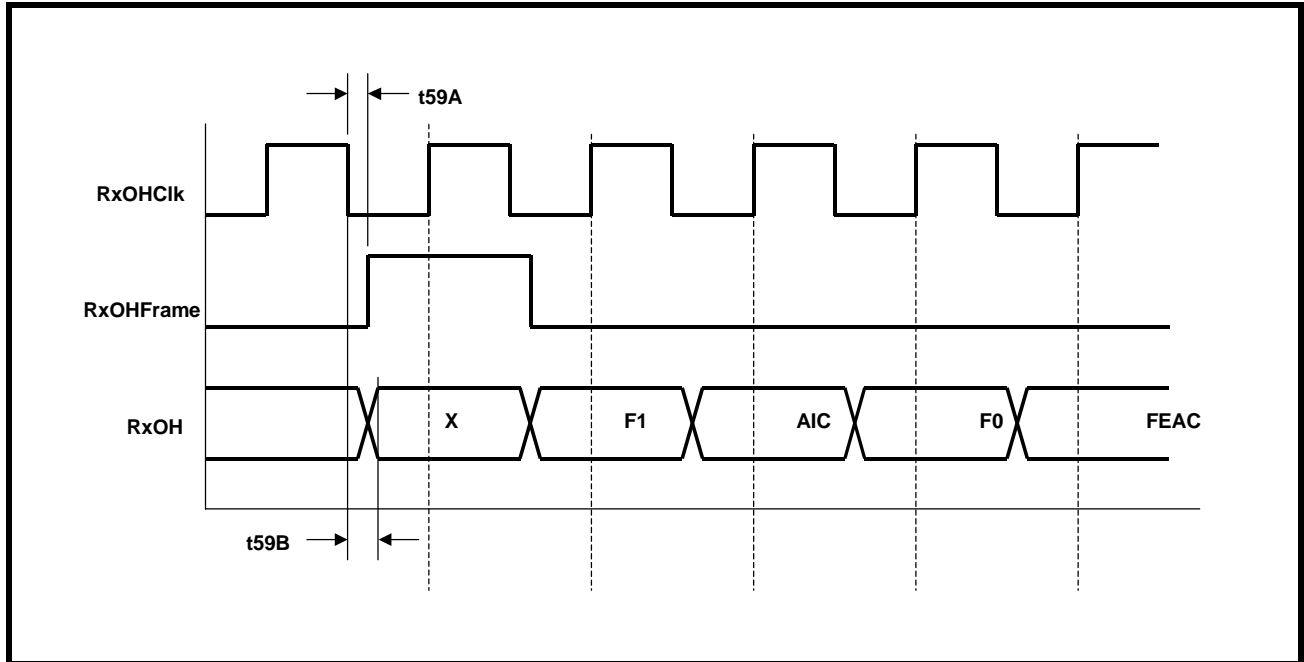 t59A
RxOHClk
RxOHFrame
RxOH
X
F1
AIC
F0
FEAC
t59B